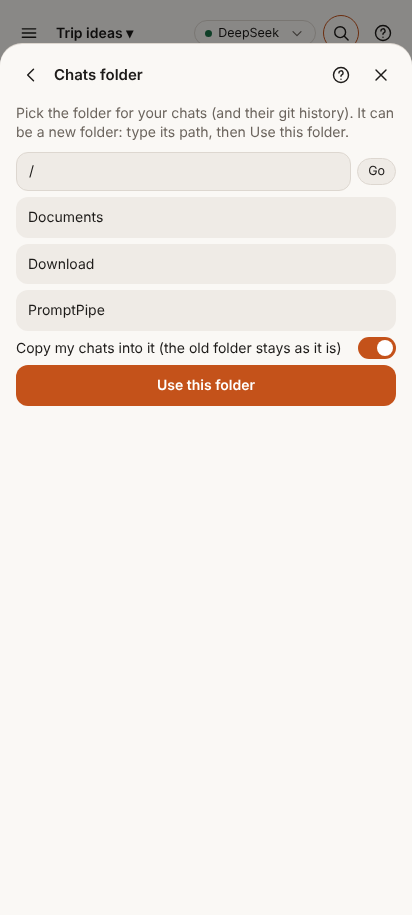 Trip ideas ▾
DeepSeek
Chats folder
Pick the folder for your chats (and their git history). It can
be a new folder: type its path, then Use this folder.
/
Go
Documents
Download
PromptPipe
Copy my chats into it (the old folder stays as it is)
Use this folder